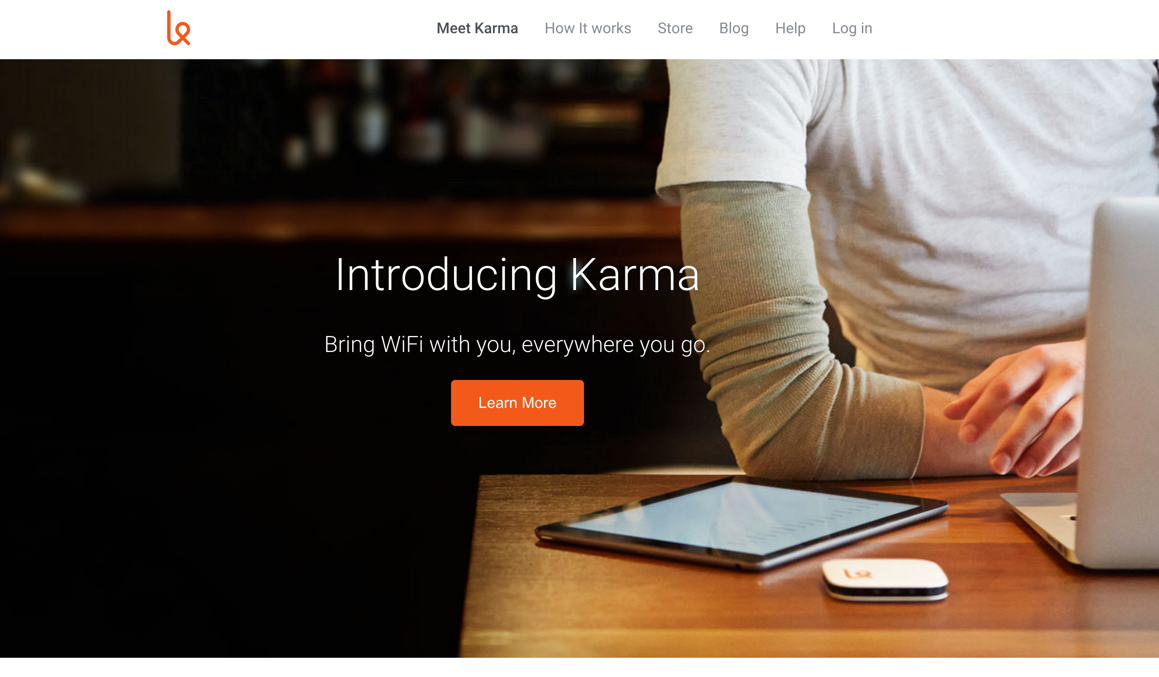 Meet Karma How It works Store Blog Help Log in
Introducing Karma
Bring WiFi with you, everywhere you go.
Learn More